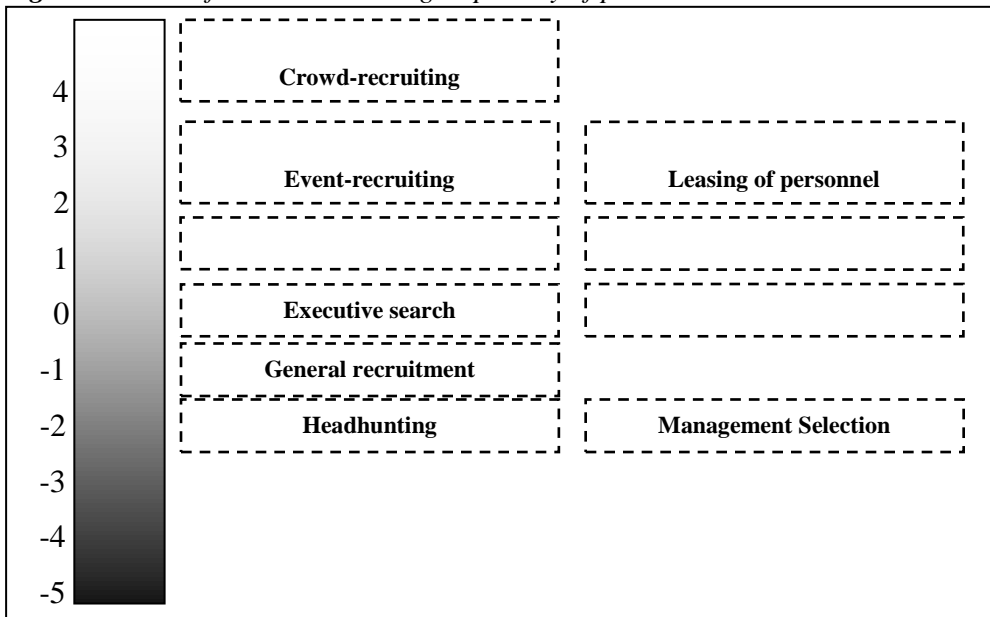 Crowd-recruiting
4
3
Event-recruiting Leasing of personnel
2
1
0 Executive search
-1 General recruitment
-2 Headhunting Management Selection
-3
-4
-5